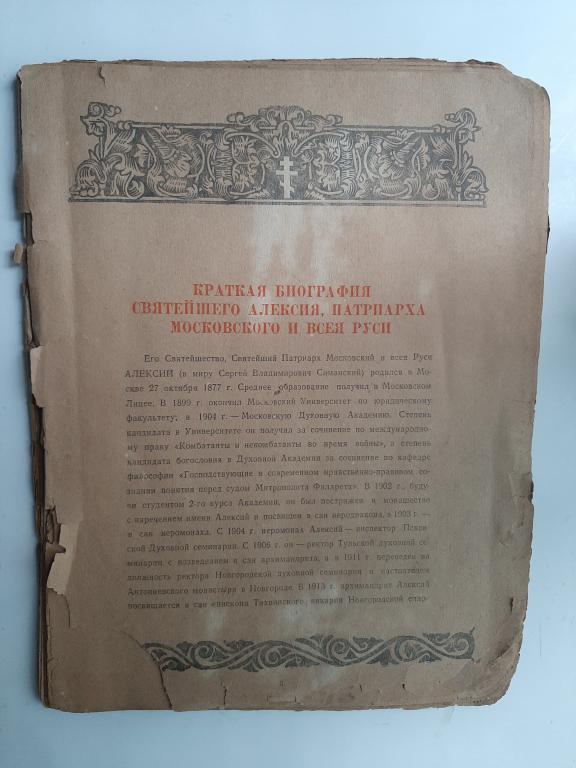 КРАТКАЯ БИОГРАФИЯ
СВЯТЕЙШЕГО АЛЕКСИЯ, ПАТРИАРХА
МОСКОВСКОГО И ВСЕЯ РУСИ
Его Святейшество, Святейший Патриарх Московский и всея Руси
АЛЕКСИЙ (в миру Сергей Владимирович Симанский) родился в Мо-
скве 27 октября 1877 г. Среднее образование получил в Московском
Лицее. В 1899 г. окончил Московский Университет по юридическому
факультету; в 1904 г. — Московскую Духовную Академию. Степень
кандидата в Университете он получил за сочинение по международно-
му праву «Комбатанты и некомбатанты во время войны», а степень
кандидата богословия в Духовной Академии за сочинение по кафедре
философии «Господствующие в современном нравственно-правовом со-
знании понятия перед судом Митрополита Филарета». В 1902 г., буду-
чи студентом 2-го курса Академии, он был пострижен в монашество
с наречением имени Алексий и посвящен в сан иеродиакона, в 1903 г. —
в сан иеромонаха. С 1904 г. иеромонах Алексий — инспектор Псков-
ской Духовной семинарии. С 1906 г. он — ректор Тульской духовной се-
минарии с возведением в сан архимандрита, а в 1911 г. переведен на
должность ректора Новгородской духовной семинарии и настоятелем
Антониевского монастыря в Новгороде. В 1913 г. архимандрит Алексий
посвящается в сан епископа Тихвинского, викария Новгородской епар-